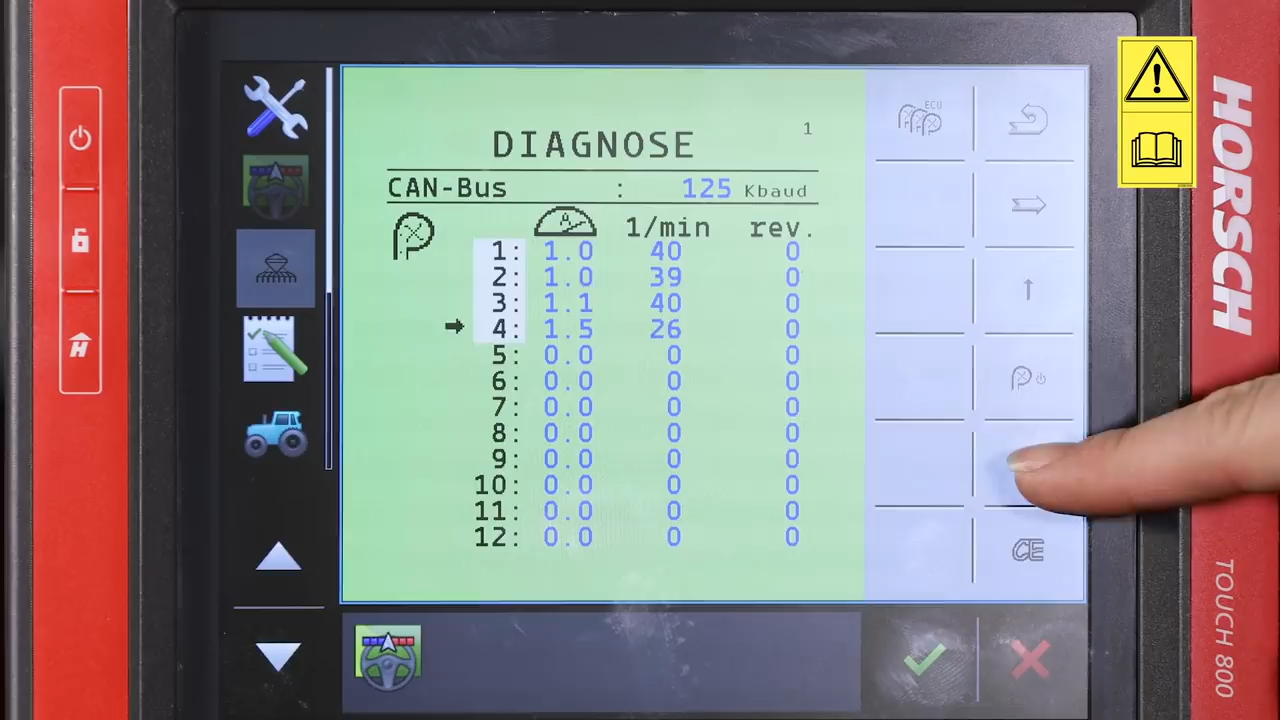 DIAGNOSE
1
CAN-Bus : 125 Kbaud
A 1/min rev.
1: 1.0 40 0
2: 1.0 39 0
3: 1.1 40 0
4: 1.5 26 0
5: 0.0 0 0
6: 0.0 0 0
7: 0.0 0 0
8: 0.0 0 0
9: 0.0 0 0
10: 0.0 0 0
11: 0.0 0 0
12: 0.0 0 0
ECU
CE
H
HORSCH
TOUCH 800